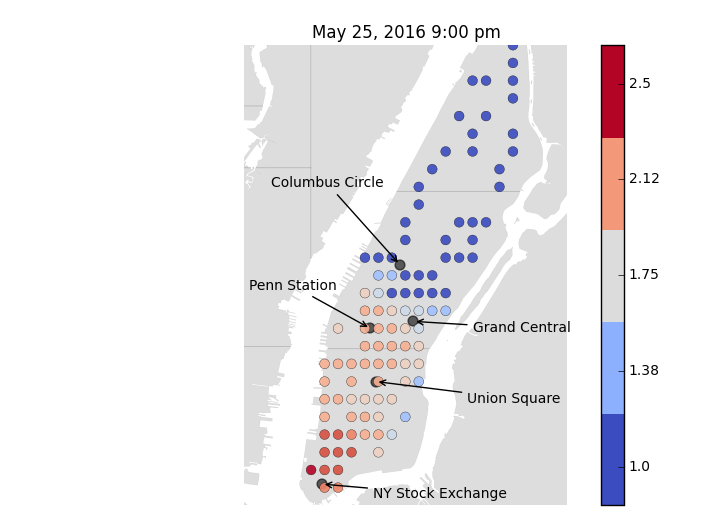 May 25, 2016 9:00 pm
2.5
Columbus Circle
2.12
Penn Station
1.75
Grand Central
1.38
Union Square
1.0
NY Stock Exchange